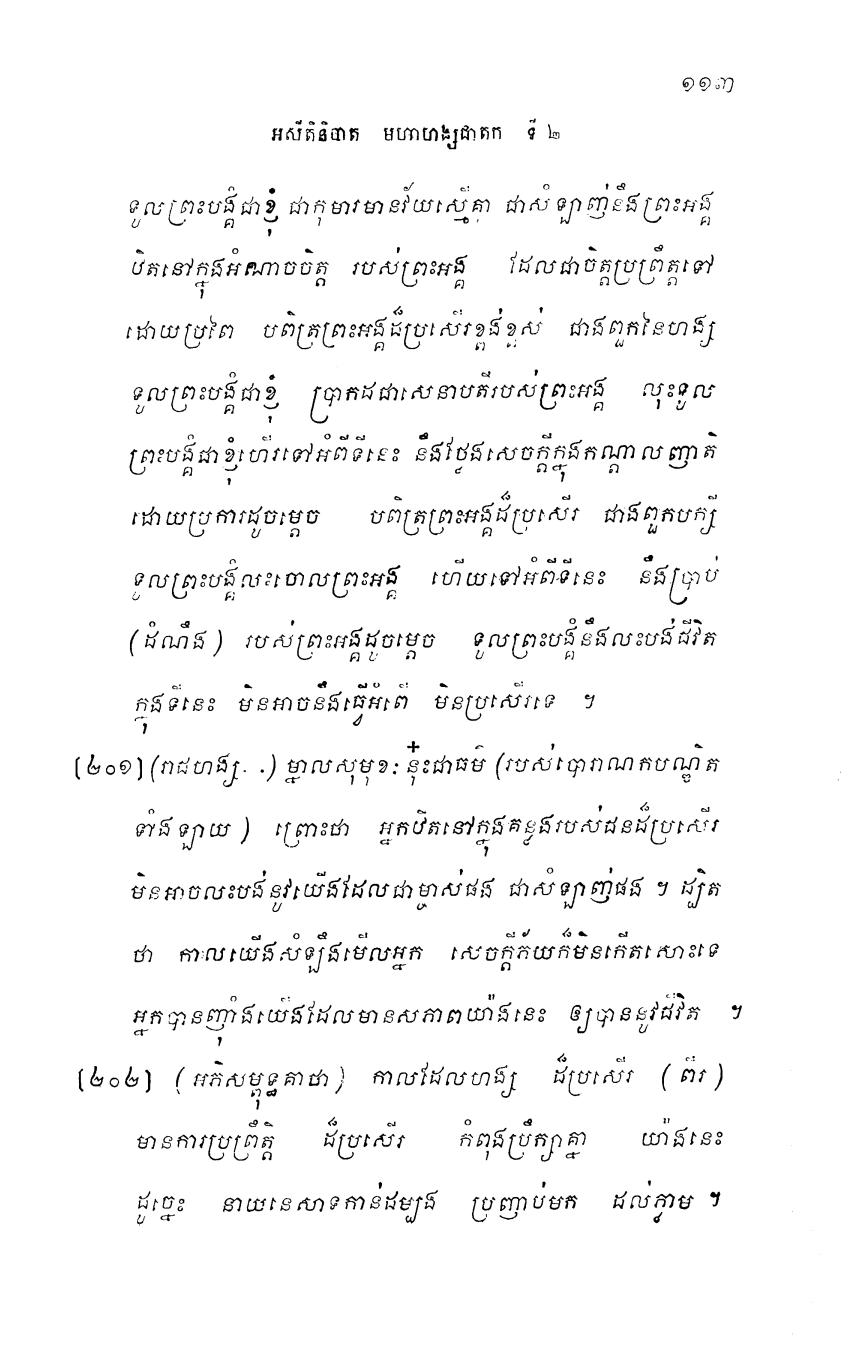 ១១៣
អសីតិនិបាត មហាហង្សជាតក ទី ២
ទូលព្រះបង្គំជាខ្ញុំ ជាកុមារមានវ័យស្មើគ្នា ជាសំឡាញ់នឹងព្រះអង្គ
ឋិតនៅក្នុងអំណាចចិត្ត របស់ព្រះអង្គ ដែលជាចិត្តប្រព្រឹត្តទៅ
ដោយប្រពៃ បពិត្រព្រះអង្គដ៏ប្រសើរខ្ពង់ខ្ពស់ ជាងពួកនៃហង្ស
ទូលព្រះបង្គំជាខ្ញុំ ប្រាកដជាសេនាបតីរបស់ព្រះអង្គ លុះទូល
ព្រះបង្គំជាខ្ញុំហើរទៅអំពីទីនេះ នឹងថ្លែងសេចក្តីក្នុងកណ្តាលញាតិ
ដោយប្រការដូចម្តេច បពិត្រព្រះអង្គដ៏ប្រសើរ ជាងពួកបក្សី
ទូលព្រះបង្គំលះចោលព្រះអង្គ ហើយទៅអំពីទីនេះ នឹងប្រាប់
(ដំណឹង) របស់ព្រះអង្គដូចម្តេច ទូលព្រះបង្គំនឹងលះបង់ជីវិត
ក្នុងទីនេះ មិនអាចនឹងធ្វើអំពើ មិនប្រសើរទេ ។
[២០១] (រាជហង្ស. .) ម្នាលសុមុខ: នុ៎ះជាធម៌ (របស់បោរាណកបណ្ឌិត
ទាំងឡាយ) ព្រោះថា អ្នកឋិតនៅក្នុងគន្លងរបស់ជនដ៏ប្រសើរ
មិនអាចលះបង់នូវយើងដែលជាម្ចាស់ផង ជាសំឡាញ់ផង ។ ដ្បិត
ថា កាលយើងសំឡឹងមើលអ្នក សេចក្តីភ័យក៏មិនកើតសោះទេ
អ្នកបានញ៉ាំងយើងដែលមានសភាពយ៉ាងនេះ ឲ្យបាននូវជីវិត ។
[២០២] (អភិសម្ពុទ្ធគាថា) កាលដែលហង្ស ដ៏ប្រសើរ (ពីរ)
មានការប្រព្រឹត្តិ ដ៏ប្រសើរ កំពុងប្រឹក្សាគ្នា យ៉ាងនេះ
ដូច្នេះ នាយនេសាទកាន់ដម្បង ប្រញាប់មក ដល់ភ្លាម ។